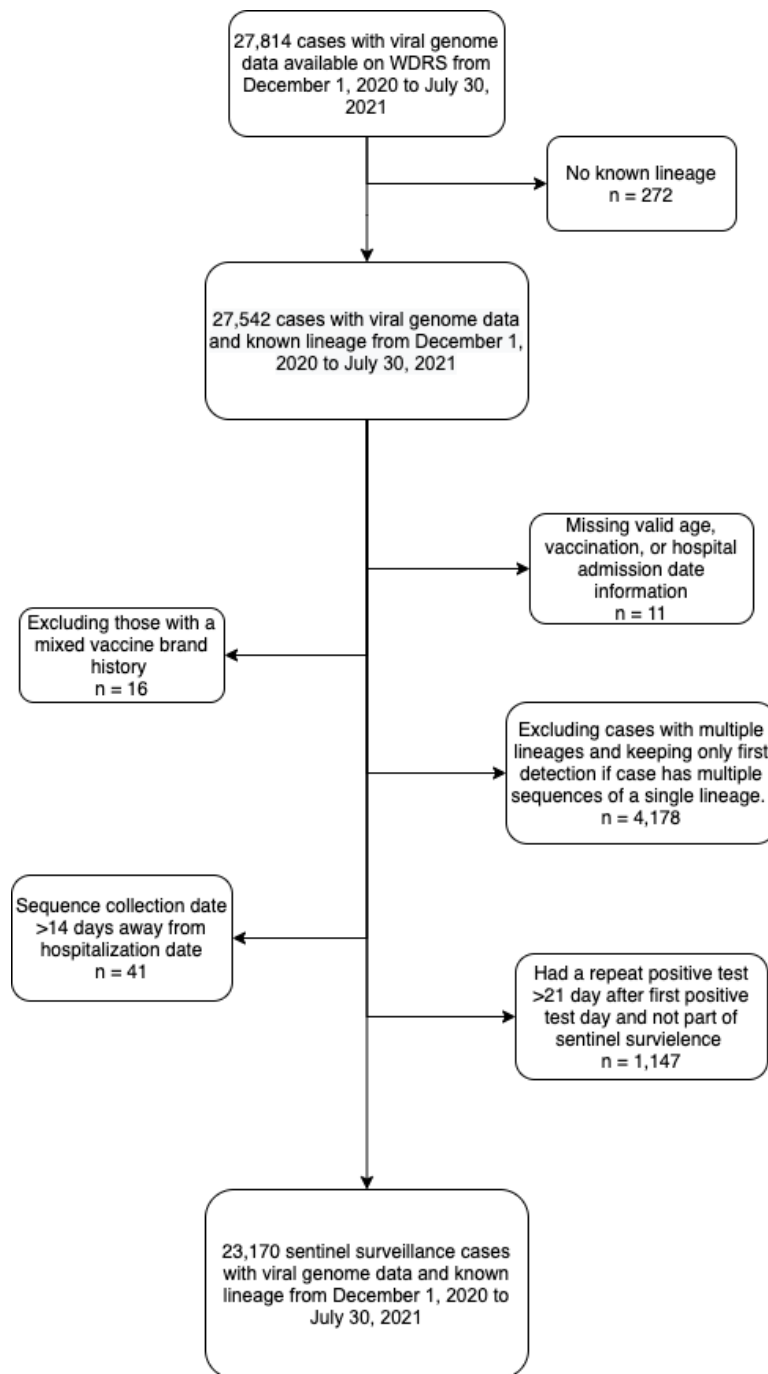 27,814 cases with viral genome
data available on WDRS from
December 1, 2020 to July 30,
2021
No known lineage
n = 272
27,542 cases with viral genome data
and known lineage from December 1,
2020 to July 30, 2021
Missing valid age,
vaccination, or hospital
admission date
information
n = 11
Excluding those with a
mixed vaccine brand
history
n = 16
Excluding cases with multiple
lineages and keeping only first
detection if case has multiple
sequences of a single lineage.
n = 4,178
Sequence collection date
>14 days away from
hospitalization date
n = 41
Had a repeat positive test
>21 day after first positive
test day and not part of
sentinel survielence
n = 1,147
23,170 sentinel surveillance cases
with viral genome data and known
lineage from December 1, 2020 to
July 30, 2021